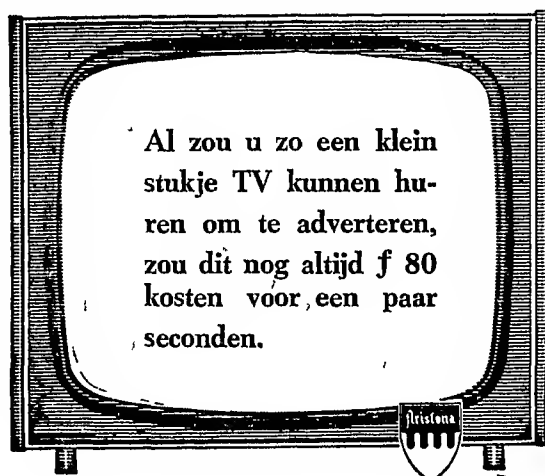 Al zou u zo een klein
stukje TV kunnen hu-
ren om te adverteren,
zou dit nog altijd ƒ 80
kosten voor een paar
seconden.
Aristona